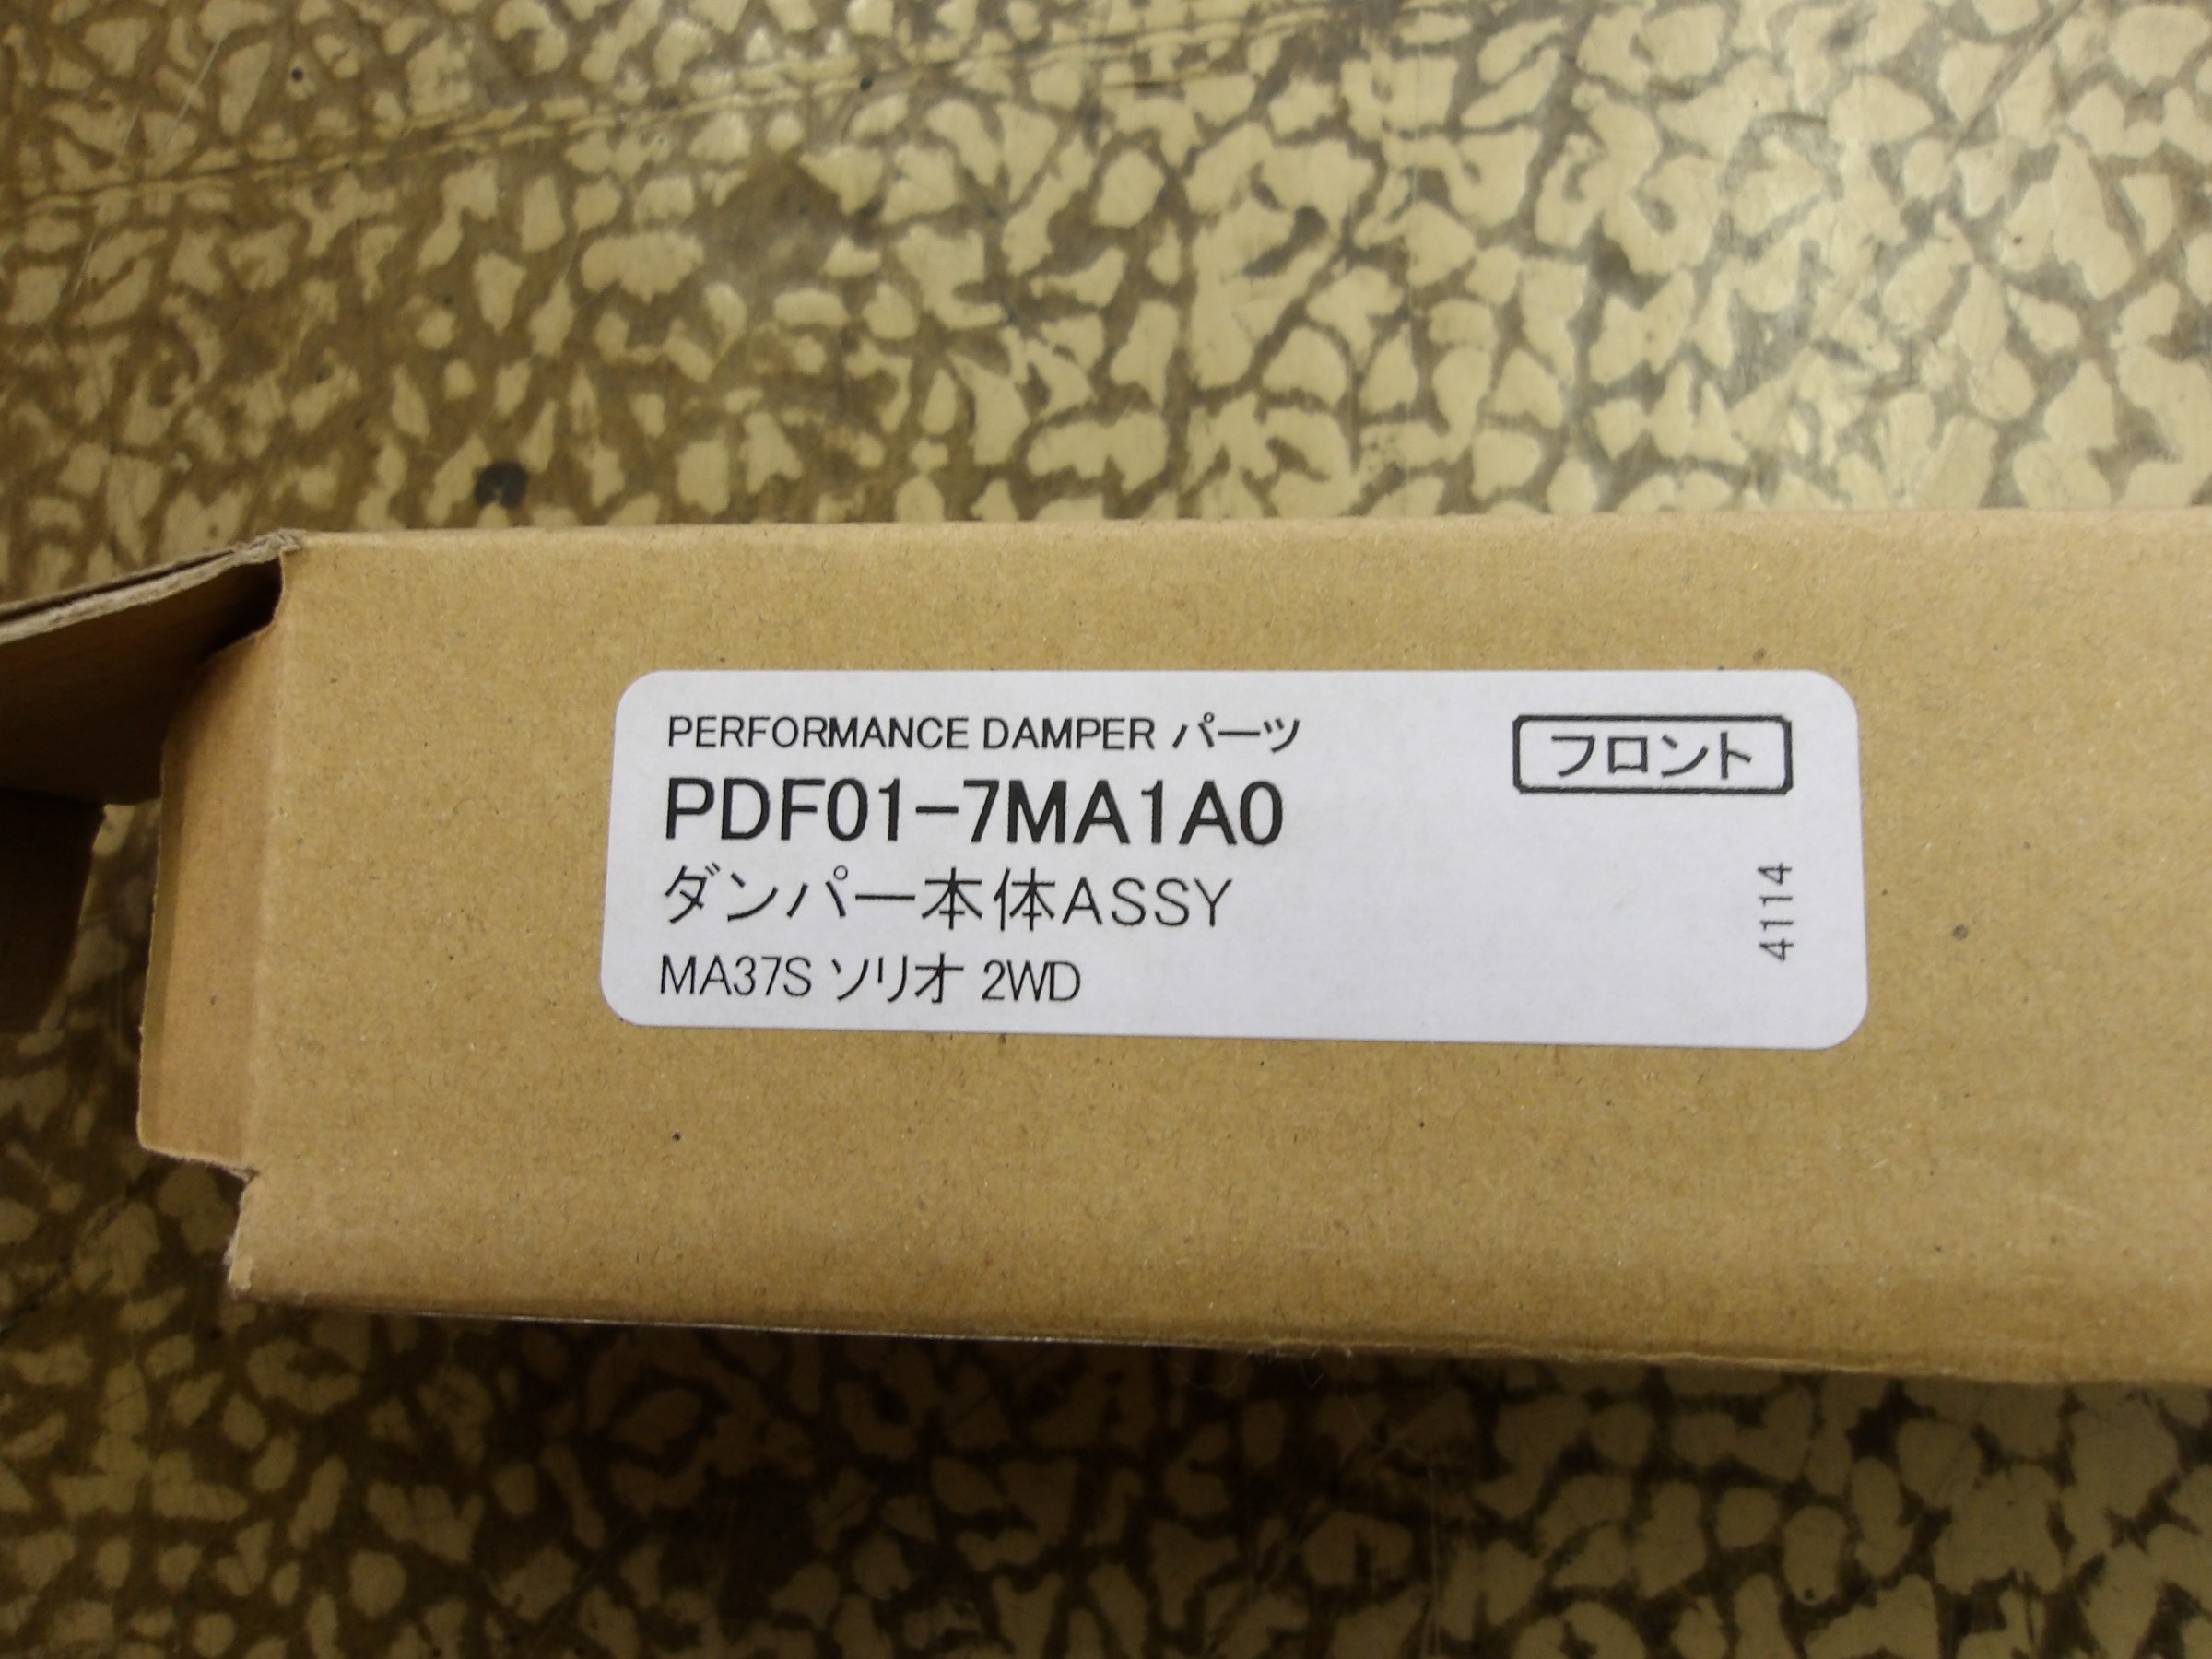 PERFORMANCE DAMPER パーツ
フロント
PDF01-7MA1A0
ダンパー本体ASSY
MA37S ソリオ 2WD
4114